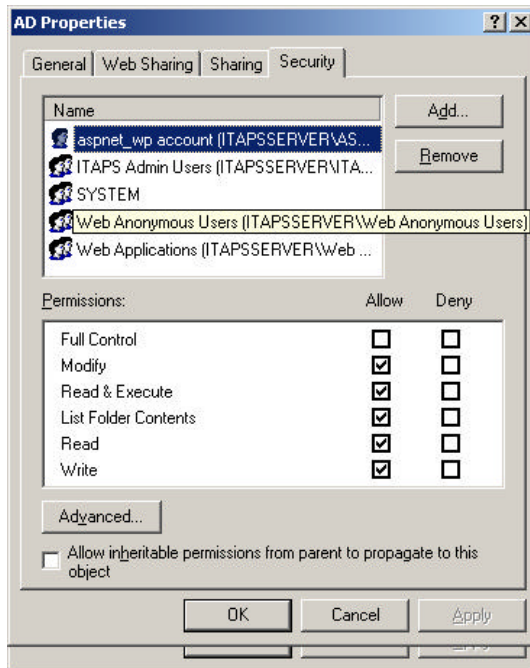 AD Properties
General Web Sharing Sharing Security
Name
aspnet_wp account (ITAPSSERVER\AS...
ITAPS Admin Users (ITAPSSERVER\ITA...
SYSTEM
Web Anonymous Users (ITAPSSERVER\Web Anonymous Users)
Web Applications (ITAPSSERVER\Web ...
Add...
Remove
Permissions: Allow Deny
Full Control
Modify
Read & Execute
List Folder Contents
Read
Write
Advanced...
Allow inheritable permissions from parent to propagate to this
object
OK Cancel Apply